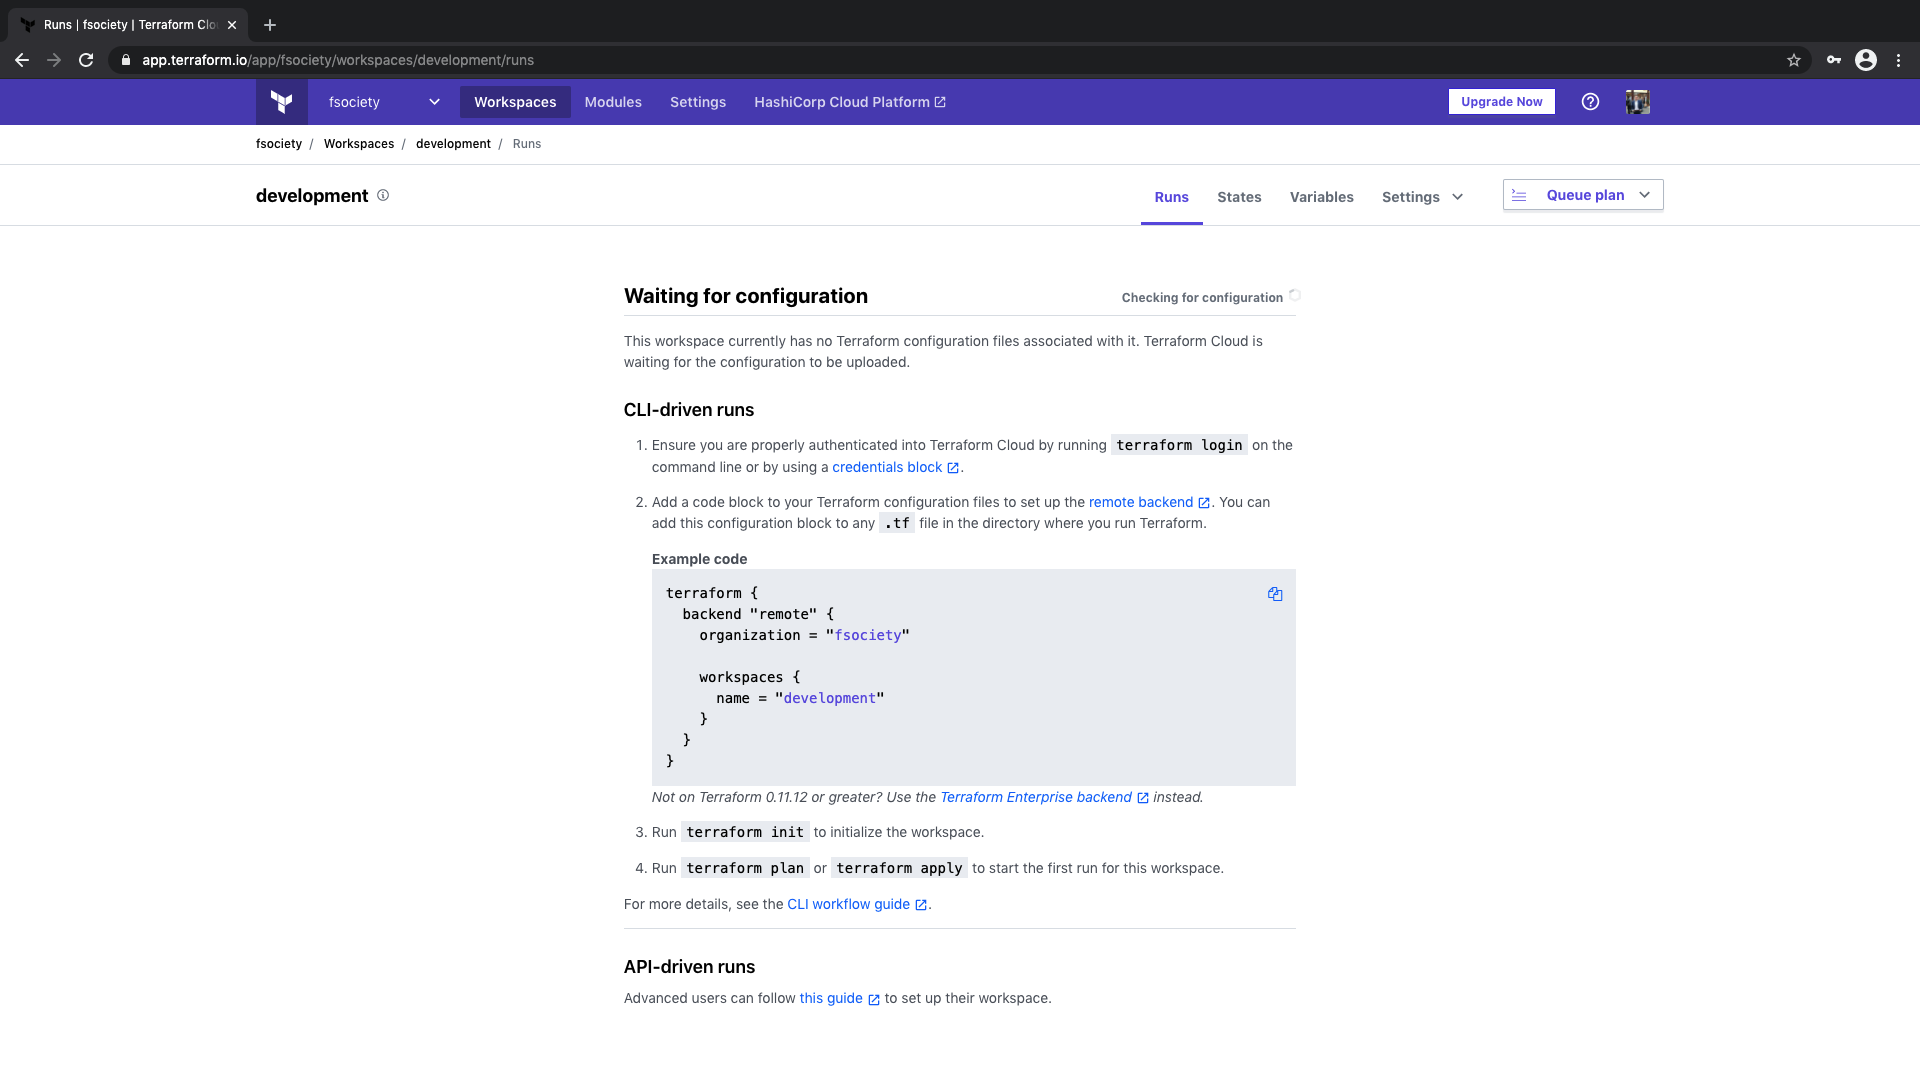 Runs | fsociety | Terraform Clo
app.terraform.io/app/fsociety/workspaces/development/runs
fsociety
Workspaces
Modules
Settings
HashiCorp Cloud Platform
Upgrade Now
fsociety / Workspaces / development / Runs
development
Runs
States
Variables
Settings
Queue plan
Waiting for configuration
Checking for configuration
This workspace currently has no Terraform configuration files associated with it. Terraform Cloud is
waiting for the configuration to be uploaded.
CLI-driven runs
1. Ensure you are properly authenticated into Terraform Cloud by running terraform login on the
command line or by using a credentials block.
2. Add a code block to your Terraform configuration files to set up the remote backend. You can
add this configuration block to any .tf file in the directory where you run Terraform.
Example code
terraform {
  backend "remote" {
    organization = "fsociety"
    workspaces {
      name = "development"
    }
  }
}
Not on Terraform 0.11.12 or greater? Use the Terraform Enterprise backend instead.
3. Run terraform init to initialize the workspace.
4. Run terraform plan or terraform apply to start the first run for this workspace.
For more details, see the CLI workflow guide.
API-driven runs
Advanced users can follow this guide to set up their workspace.